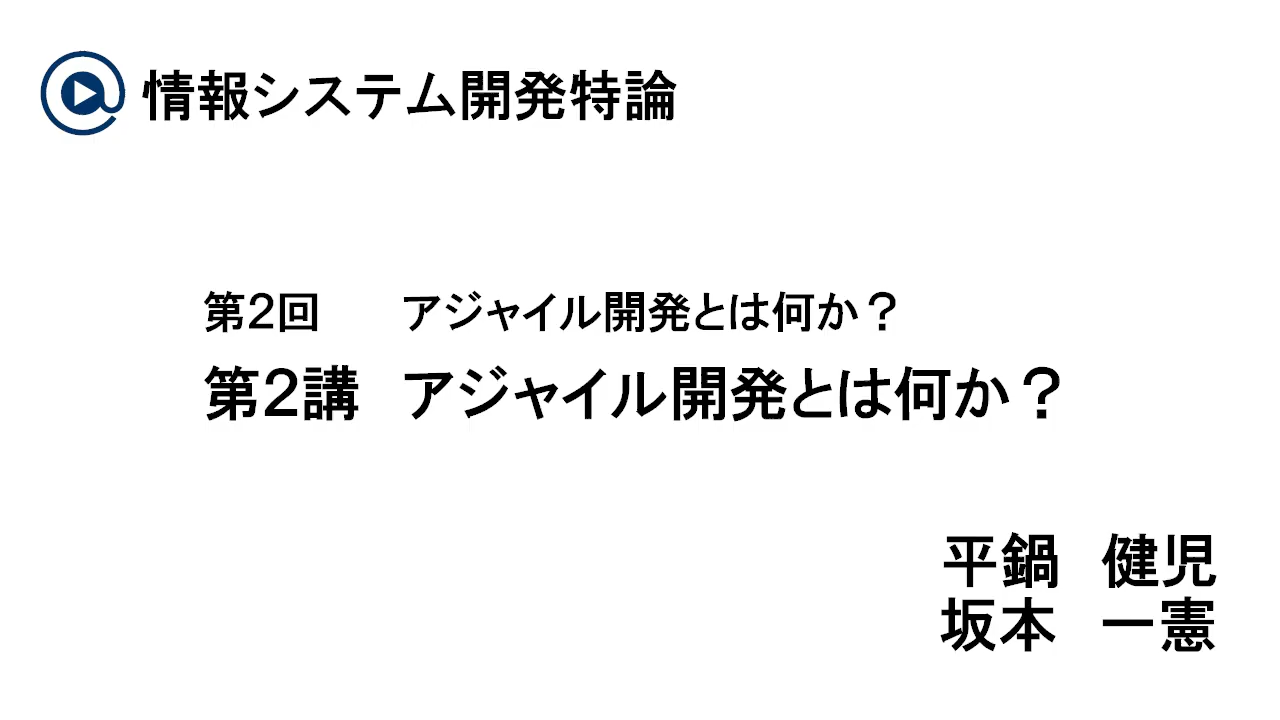 情報システム開発特論
第2回　アジャイル開発とは何か？
第2講　アジャイル開発とは何か？
平鍋　健児
坂本　一憲